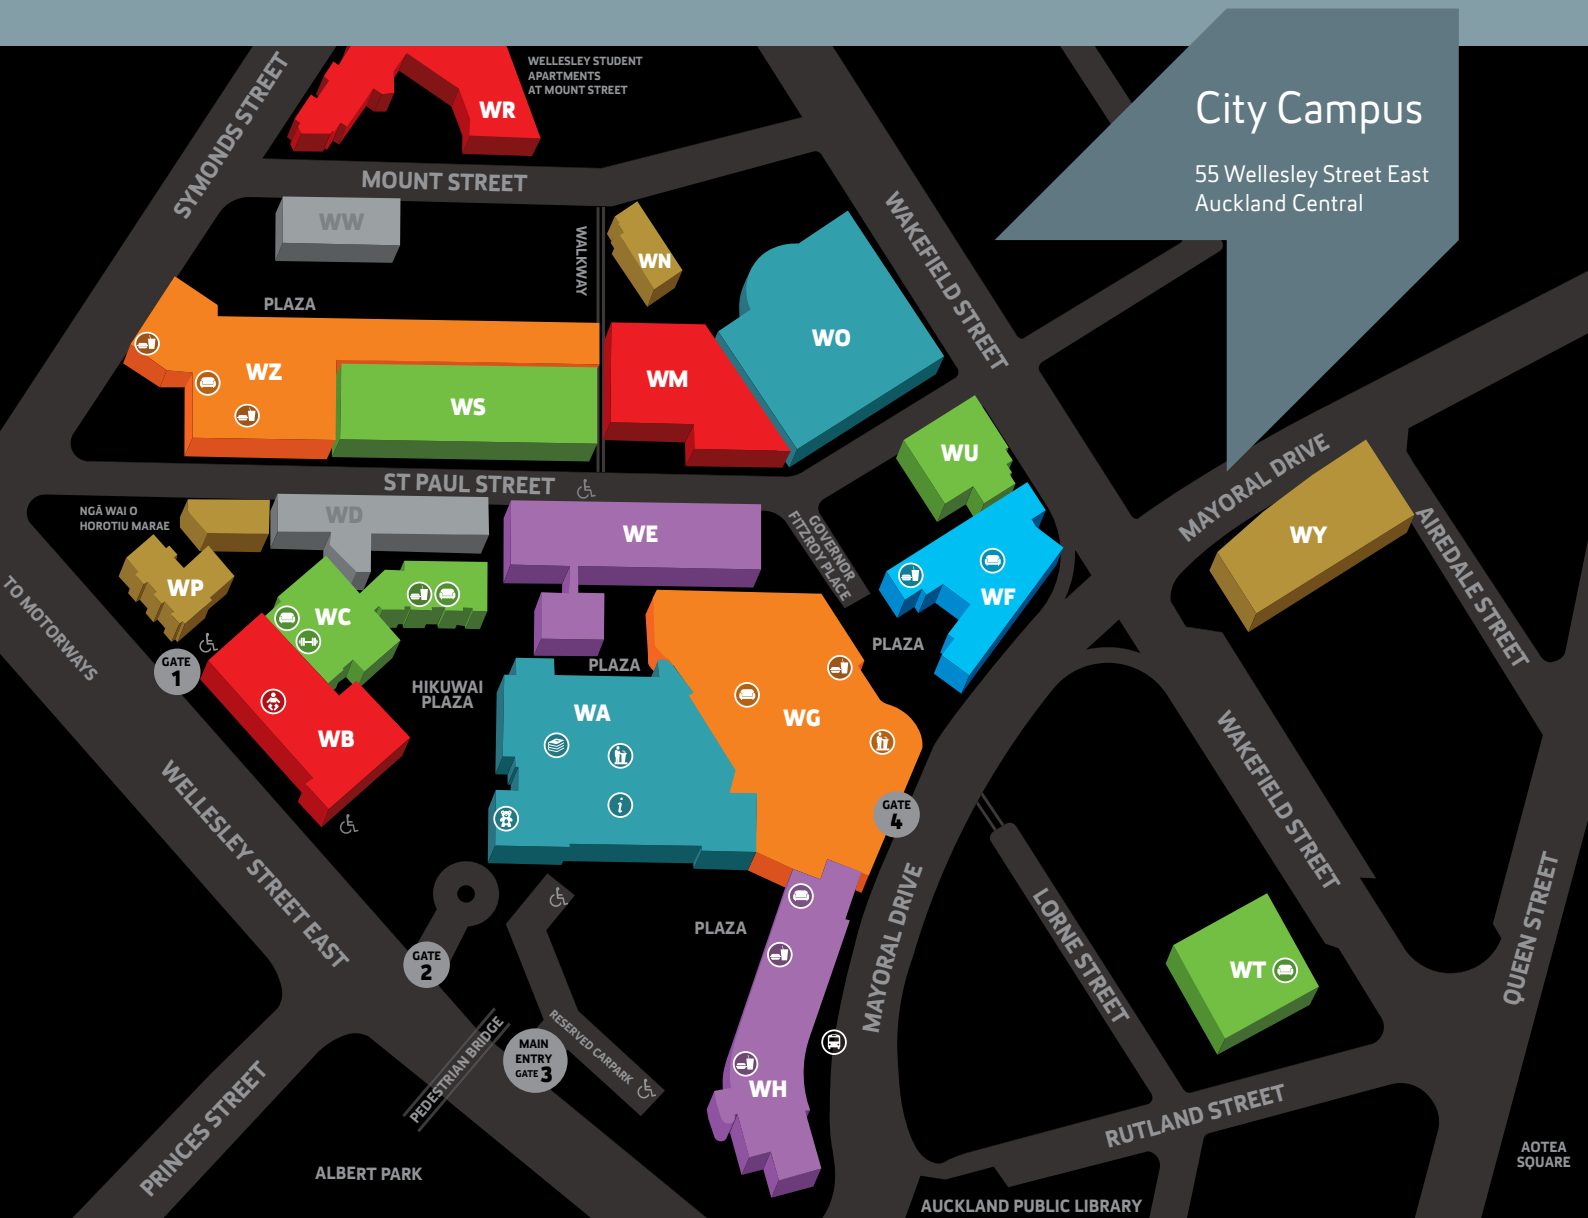 City Campus
55 Wellesley Street East
Auckland Central
WELLESLEY STUDENT
APARTMENTS
AT MOUNT STREET
WR
SYMONDS STREET
MOUNT STREET
WW
WALKWAY
WN
WAKEFIELD STREET
PLAZA
WO
WZ
WM
WS
WU
MAYORAL DRIVE
ST PAUL STREET
NGĀ WAI O
HOROTIU MARAE
WD
WE
GOVERNOR
FITZROY PLACE
WY
AIREDALE STREET
WP
WC
WF
TO MOTORWAYS
GATE
1
PLAZA
PLAZA
HIKUWAI
PLAZA
WA
WG
WB
WAKEFIELD STREET
WELLESLEY STREET EAST
i
GATE
4
MAYORAL DRIVE
LORNE STREET
QUEEN STREET
PLAZA
GATE
2
WT
PEDESTRIAN BRIDGE
RESERVED CARPARK
MAIN
ENTRY
GATE 3
WH
PRINCES STREET
RUTLAND STREET
ALBERT PARK
AOTEA
SQUARE
AUCKLAND PUBLIC LIBRARY